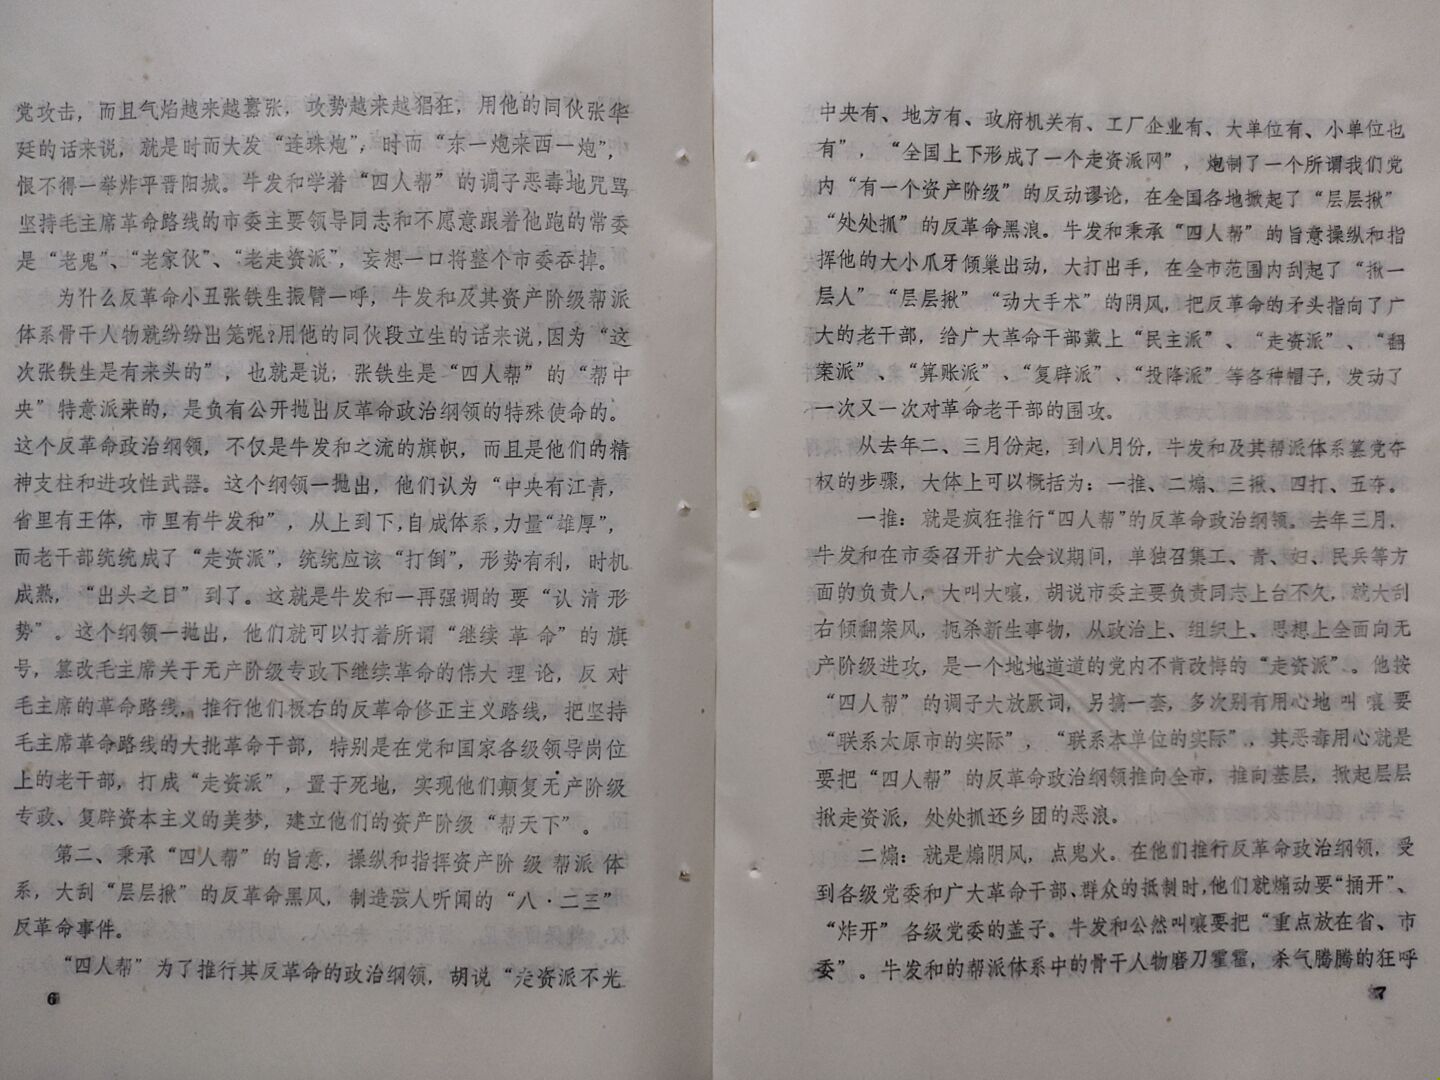 党攻击，而且气焰越来越嚣张，攻势越来越猖狂，用他的同伙张华
廷的话来说，就是时而大发“连珠炮”，时而“东一炮来西一炮”，
恨不得一举炸平晋阳城。牛发和学着“四人帮”的调子恶毒地咒骂
坚持毛主席革命路线的市委主要领导同志和不愿意跟着他跑的常委
是“老鬼”、“老家伙”、“老走资派”，妄想一口将整个市委吞掉。
为什么反革命小丑张铁生振臂一呼，牛发和及其资产阶级帮派
体系骨干人物就纷纷出笼呢？用他的同伙段立生的话来说，因为“这
次张铁生是有来头的”，也就是说，张铁生是“四人帮”的“帮中
央”特意派来的，是负有公开抛出反革命政治纲领的特殊使命的。
这个反革命政治纲领，不仅是牛发和之流的旗帜，而且是他们的精
神支柱和进攻性武器。这个纲领一抛出，他们认为“中央有江青，
省里有王体，市里有牛发和”，从上到下，自成体系，力量“雄厚”，
而老干部统统成了“走资派”，统统应该“打倒”，形势有利，时机
成熟，“出头之日”到了。这就是牛发和一再强调的要“认清形
势”。这个纲领一抛出，他们就可以打着所谓“继续革命”的旗
号，篡改毛主席关于无产阶级专政下继续革命的伟大理论，反对
毛主席的革命路线，推行他们极右的反革命修正主义路线，把坚持
毛主席革命路线的大批革命干部，特别是在党和国家各级领导岗位
上的老干部，打成“走资派”，置于死地，实现他们颠复无产阶级
专政、复辟资本主义的美梦，建立他们的资产阶级“帮天下”。
第二、秉承“四人帮”的旨意，操纵和指挥资产阶级帮派体
系，大刮“层层揪”的反革命黑风，制造骇人听闻的“八·二三”
反革命事件。
“四人帮”为了推行其反革命的政治纲领，胡说“走资派不光
6
中央有、地方有、政府机关有、工厂企业有、大单位有、小单位也
有”，“全国上下形成了一个走资派网”，炮制了一个所谓我们党
内“有一个资产阶级”的反动谬论，在全国各地掀起了“层层揪”
“处处抓”的反革命黑浪。牛发和秉承“四人帮”的旨意操纵和指
挥他的大小爪牙倾巢出动，大打出手，在全市范围内刮起了“揪一
层人”“层层揪”“动大手术”的阴风，把反革命的矛头指向了广
大的老干部，给广大革命干部戴上“民主派”、“走资派”、“翻
案派”、“算账派”、“复辟派”、“投降派”等各种帽子，发动了
一次又一次对革命老干部的围攻。
从去年二、三月份起，到八月份，牛发和及其帮派体系篡党夺
权的步骤，大体上可以概括为：一推、二煽、三揪、四打、五夺。
一推：就是疯狂推行“四人帮”的反革命政治纲领。去年三月．
牛发和在市委召开扩大会议期间，单独召集工、青、妇、民兵等方
面的负责人，大叫大嚷，胡说市委主要负责同志上台不久，就大刮
右倾翻案风，扼杀新生事物，从政治上、组织上、思想上全面向无
产阶级进攻，是一个地地道道的党内不肯改悔的“走资派”。他按
“四人帮”的调子大放厥词，另搞一套，多次别有用心地叫嚷要
“联系太原市的实际”，“联系本单位的实际”，其恶毒用心就是
要把“四人帮”的反革命政治纲领推向全市，推向基层，掀起层层
揪走资派，处处抓还乡团的恶浪。
二煽：就是煽阴风，点鬼火。在他们推行反革命政治纲领，受
到各级党委和广大革命干部、群众的抵制时，他们就煽动要“捅开”、
“炸开”各级党委的盖子。牛发和公然叫嚷要把“重点放在省、市
委”。牛发和的帮派体系中的骨干人物磨刀霍霍，杀气腾腾的狂呼
7